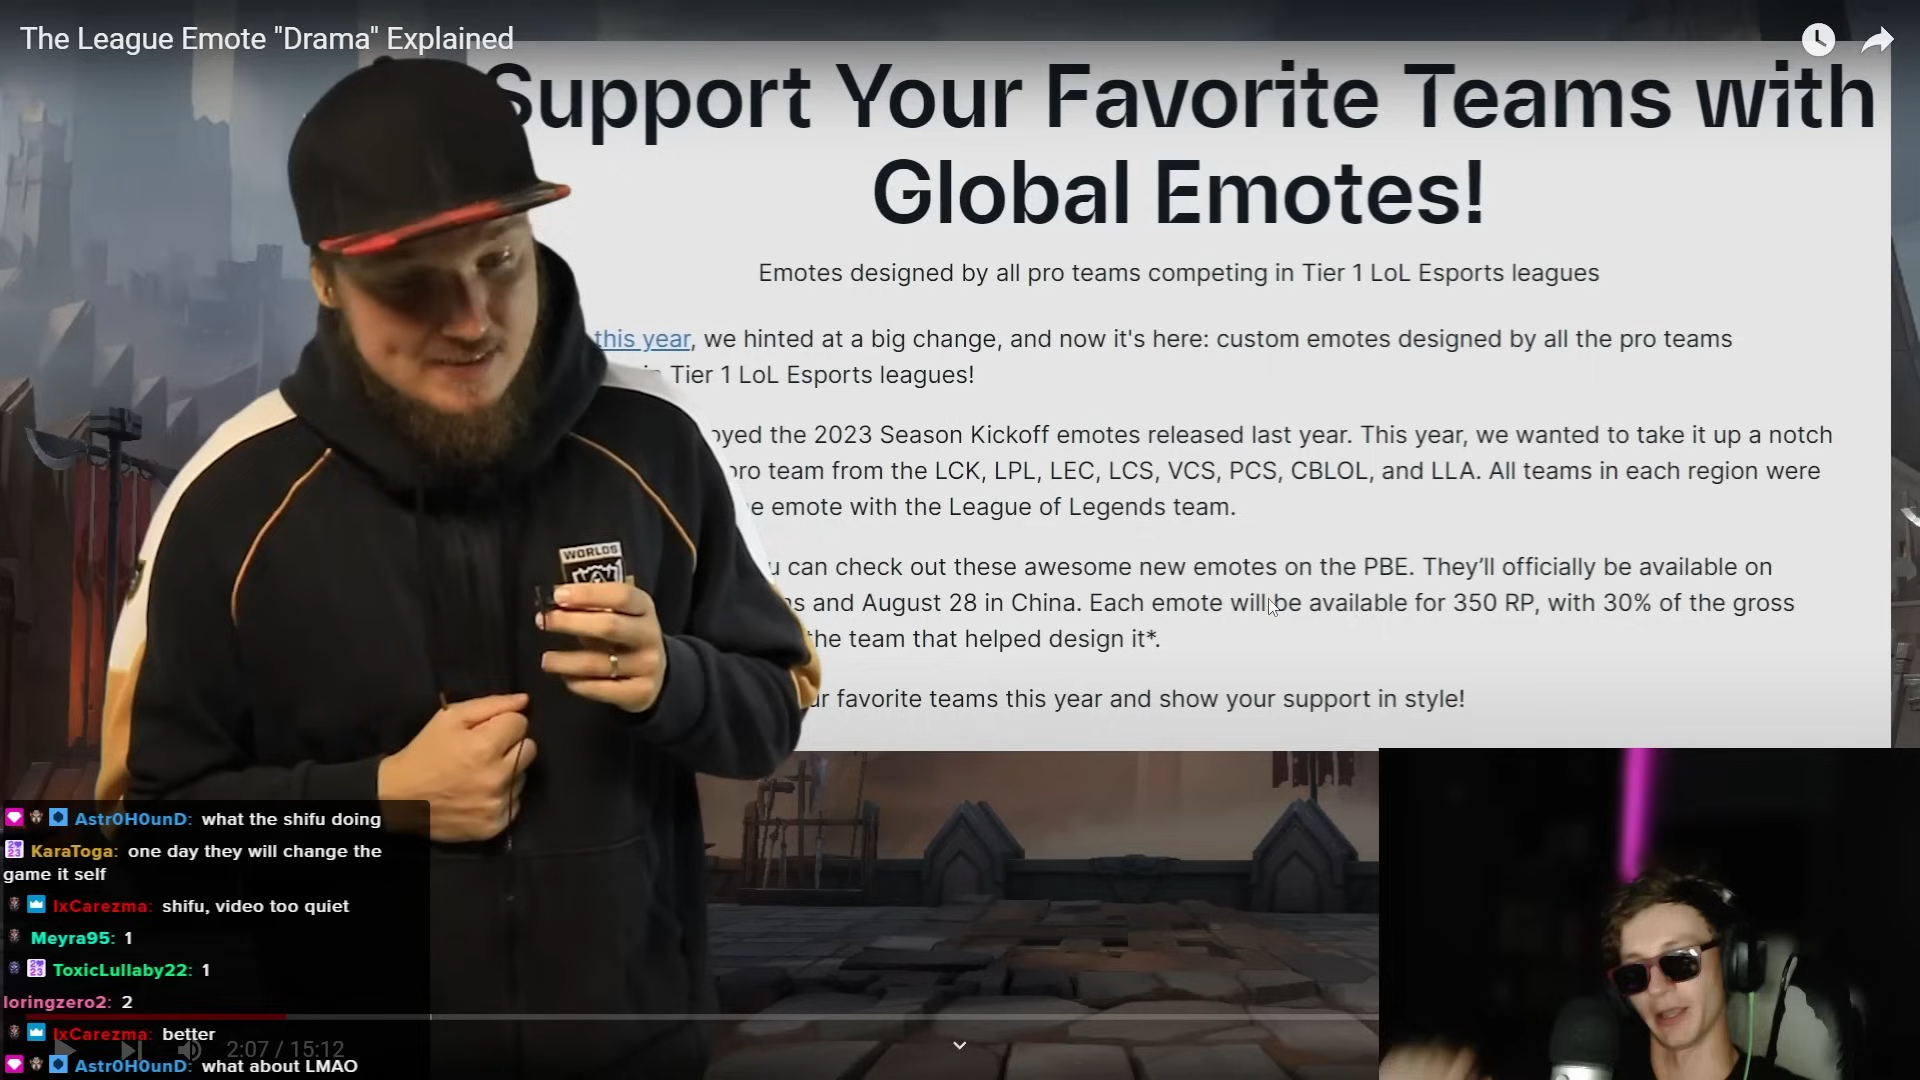 The League Emote "Drama" Explained
Support Your Favorite Teams with
Global Emotes!
Emotes designed by all pro teams competing in Tier 1 LoL Esports leagues
this year, we hinted at a big change, and now it's here: custom emotes designed by all the pro teams
Tier 1 LoL Esports leagues!
oyed the 2023 Season Kickoff emotes released last year. This year, we wanted to take it up a notch
pro team from the LCK, LPL, LEC, LCS, VCS, PCS, CBLOL, and LLA. All teams in each region were
e emote with the League of Legends team.
u can check out these awesome new emotes on the PBE. They'll officially be available on
ns and August 28 in China. Each emote will be available for 350 RP, with 30% of the gross
the team that helped design it*.
ur favorite teams this year and show your support in style!
WORLDS
Astr0H0unD: what the shifu doing
KaraToga: one day they will change the
game it self
IxCarezma: shifu, video too quiet
Meyra95: 1
ToxicLullaby22: 1
loringzero2: 2
IxCarezma: better
2:07 / 15:12
Astr0H0unD: what about LMAO